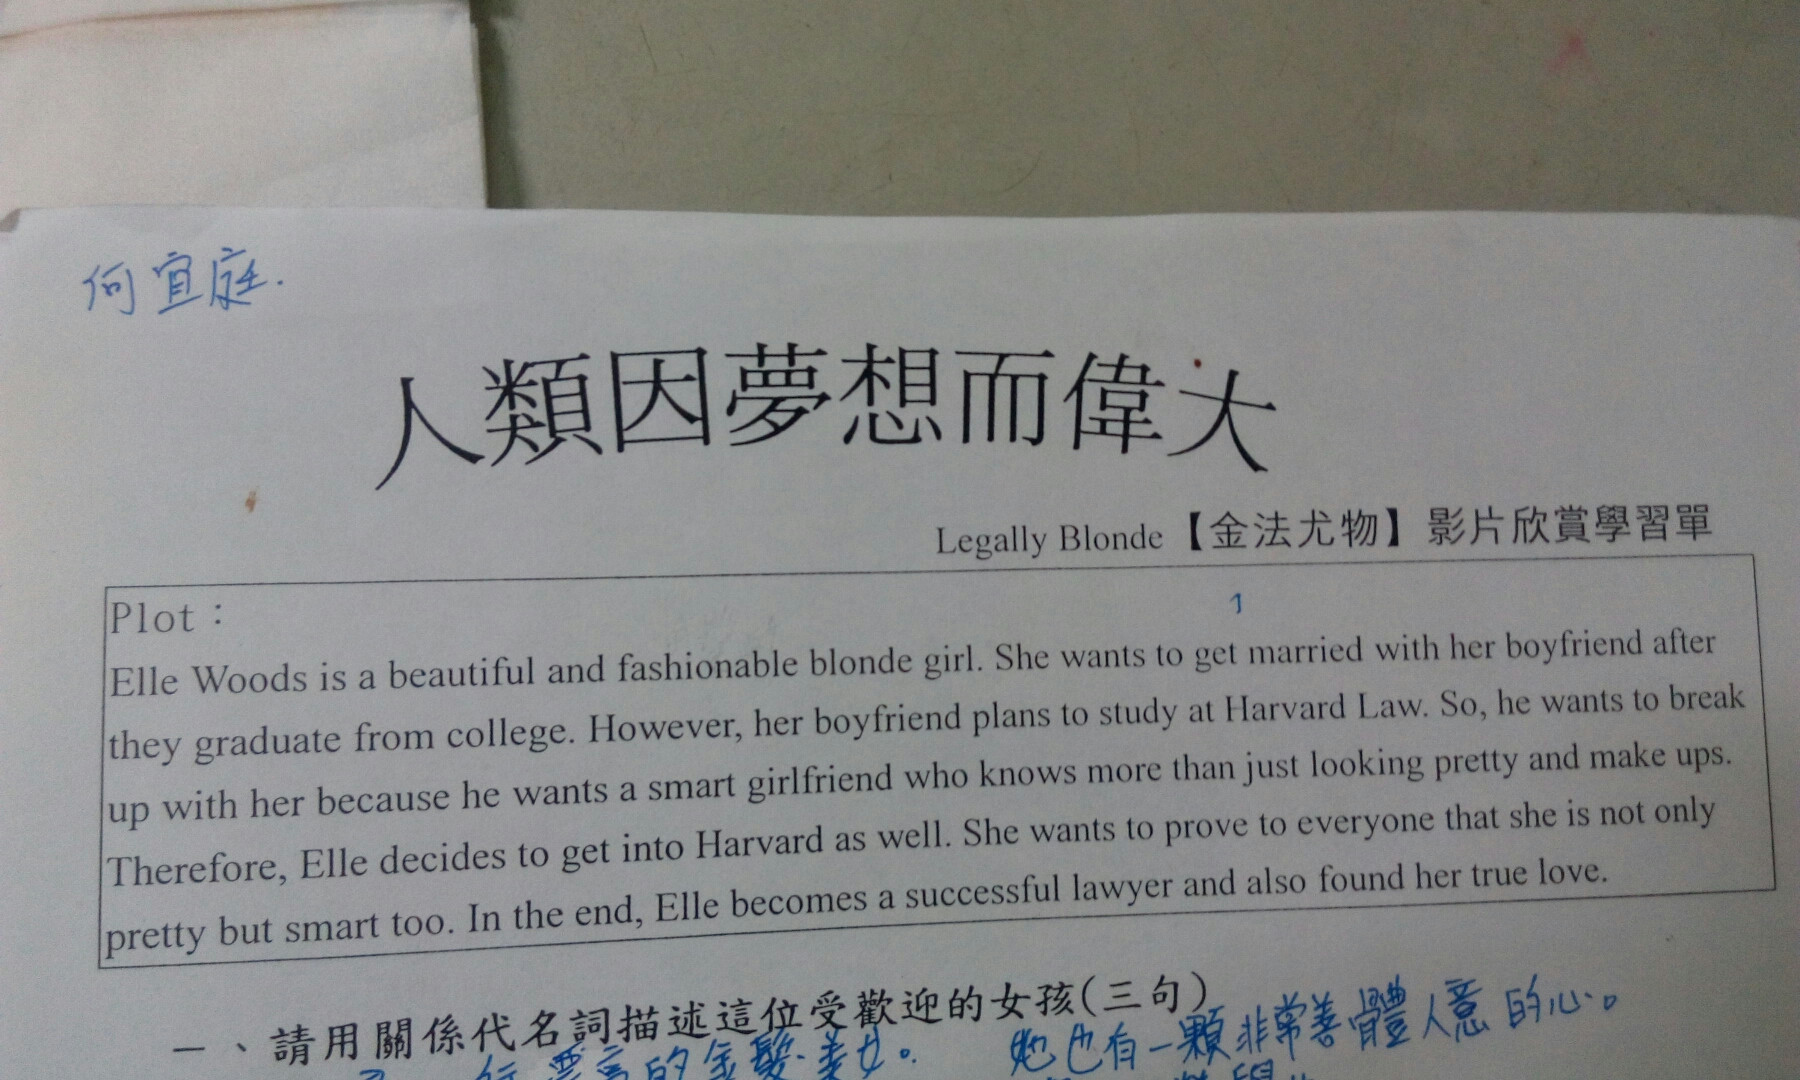 何宜庭.
人類因夢想而偉大
Legally Blonde【金法尤物】影片欣賞學習單
Plot：
1
Elle Woods is a beautiful and fashionable blonde girl. She wants to get married with her boyfriend after
they graduate from college. However, her boyfriend plans to study at Harvard Law. So, he wants to break
up with her because he wants a smart girlfriend who knows more than just looking pretty and make ups.
Therefore, Elle decides to get into Harvard as well. She wants to prove to everyone that she is not only
pretty but smart too. In the end, Elle becomes a successful lawyer and also found her true love.
一、請用關係代名詞描述這位受歡迎的女孩(三句)
的金髮美女。 她也有一顆非常善體人意的心。